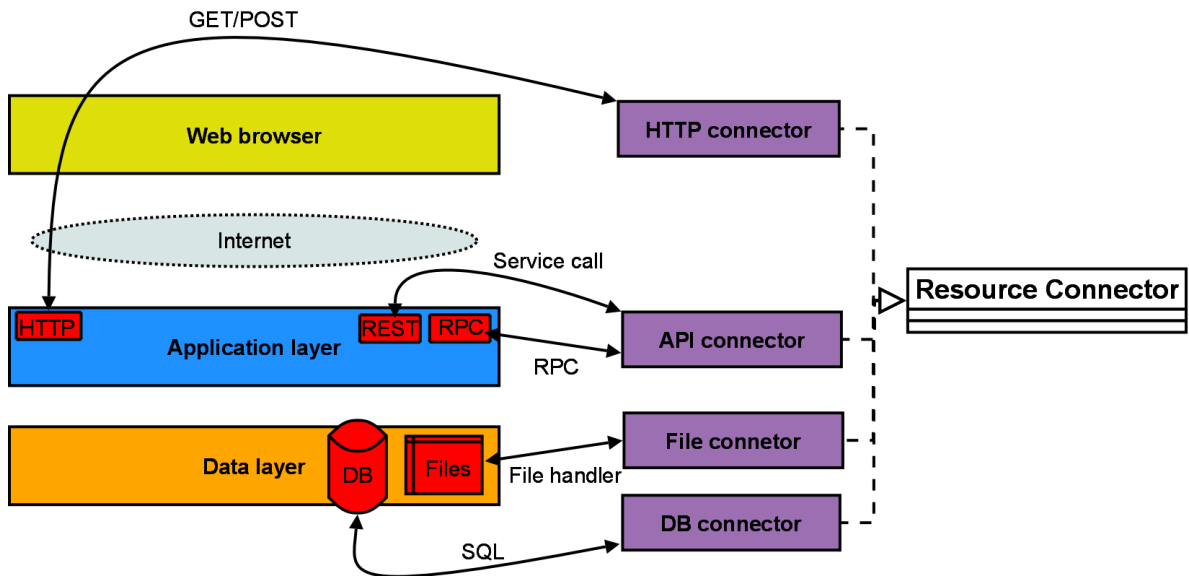 GET/POST
Web browser
HTTP connector
Internet
Service call
Resource Connector
HTTP
REST
RPC
Application layer
API connector
RPC
Data layer
DB
Files
File connetor
File handler
DB connector
SQL